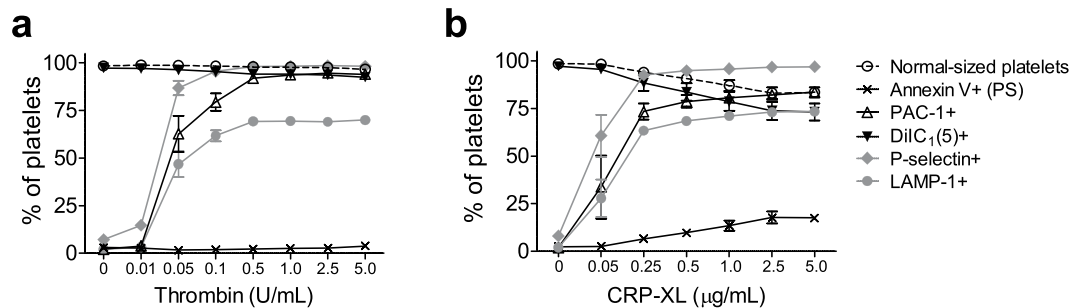 a
100
75
50
25
0
% of platelets
0 0.01 0.05 0.1 0.5 1.0 2.5 5.0
Thrombin (U/mL)
b
100
75
50
25
0
% of platelets
0 0.05 0.25 0.5 1.0 2.5 5.0
CRP-XL (μg/mL)
Normal-sized platelets
Annexin V+ (PS)
PAC-1+
DilC₁(5)+
P-selectin+
LAMP-1+